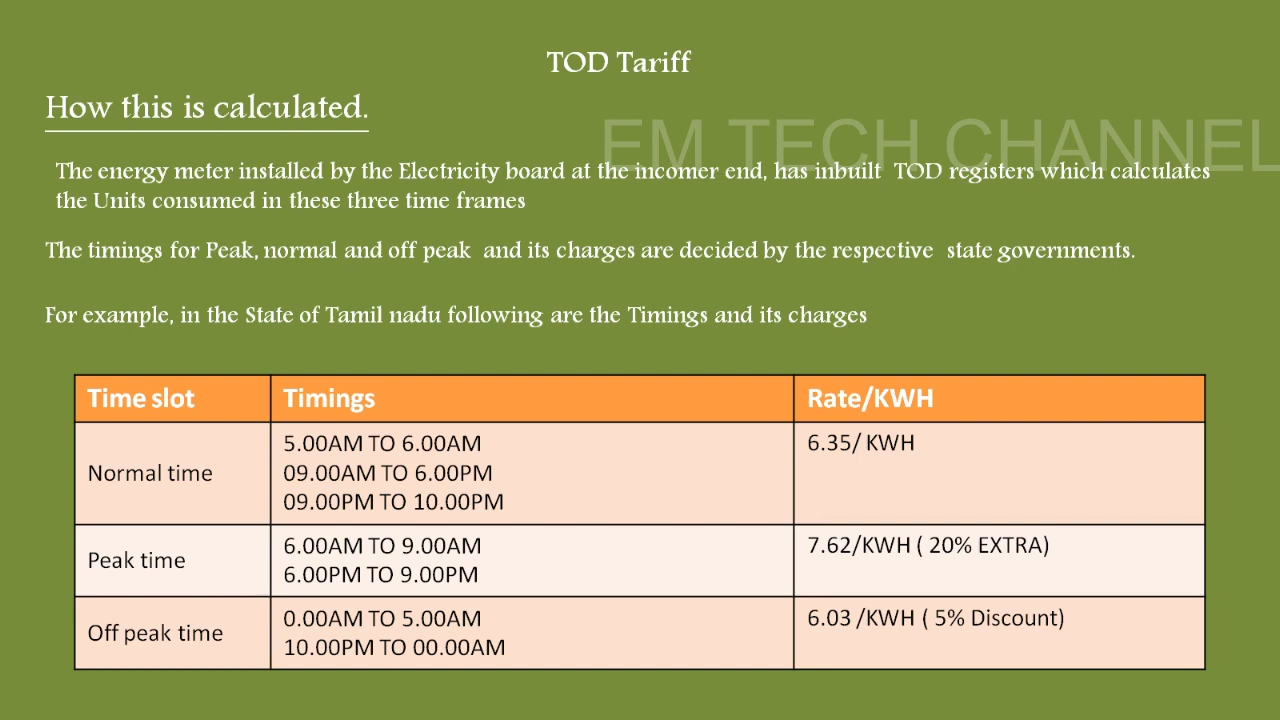 TOD Tariff
How this is calculated.
EM TECH CHANNEL
The energy meter installed by the Electricity board at the incomer end, has inbuilt TOD registers which calculates
the Units consumed in these three time frames
The timings for Peak, normal and off peak and its charges are decided by the respective state governments.
For example, in the State of Tamil nadu following are the Timings and its charges
Time slot Timings Rate/KWH
Normal time
5.00AM TO 6.00AM
09.00AM TO 6.00PM
09.00PM TO 10.00PM
6.35/ KWH
Peak time
6.00AM TO 9.00AM
6.00PM TO 9.00PM
7.62/KWH ( 20% EXTRA)
Off peak time
0.00AM TO 5.00AM
10.00PM TO 00.00AM
6.03 /KWH ( 5% Discount)